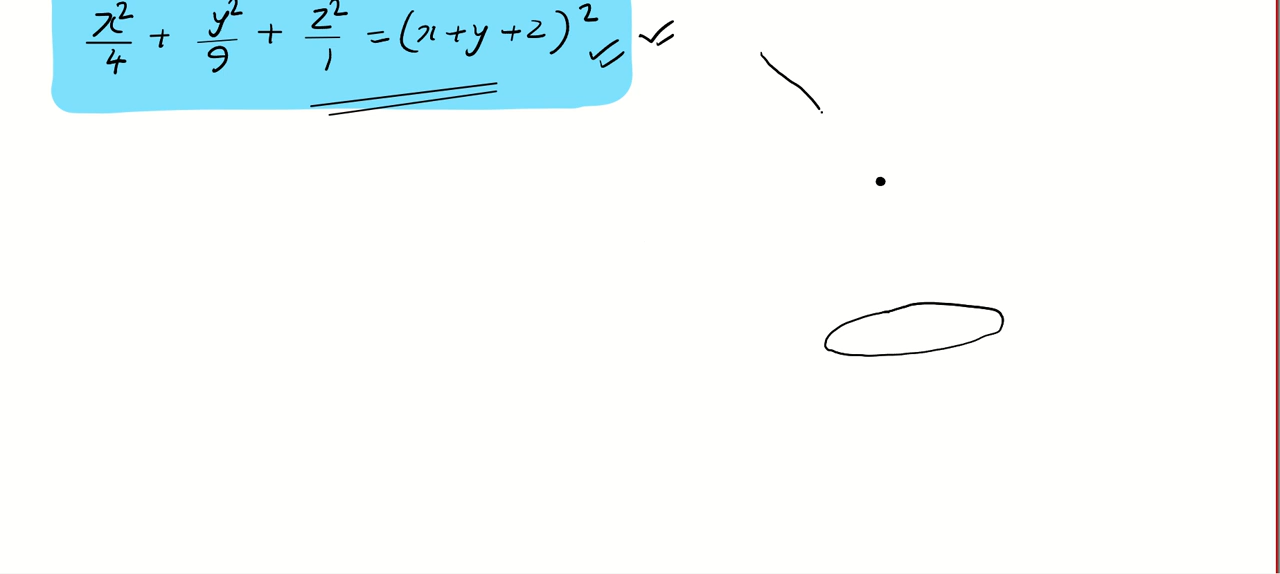 x²/4 + y²/9 + z²/1 = (x+y+z)²